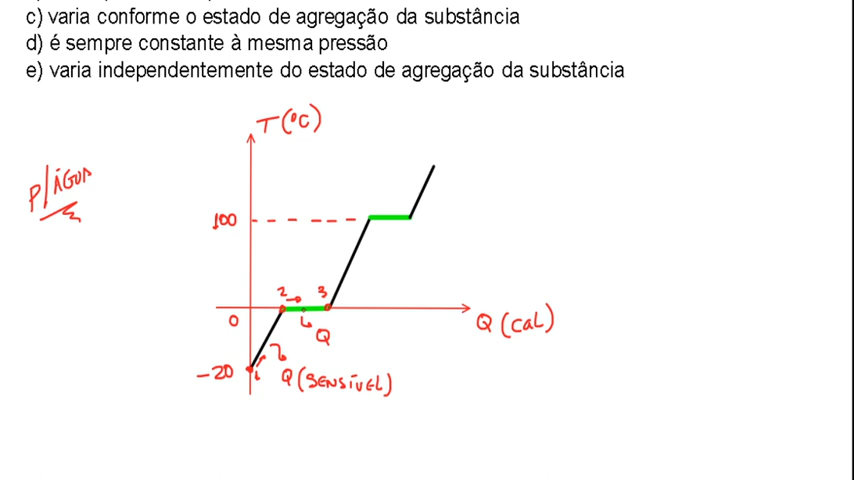 c) varia conforme o estado de agregação da substância
d) é sempre constante à mesma pressão
e) varia independentemente do estado de agregação da substância
T(°C)
P/ÁGUA
100
2
3
0
Q
Q (CAL)
-20
1
Q (SENSÍVEL)